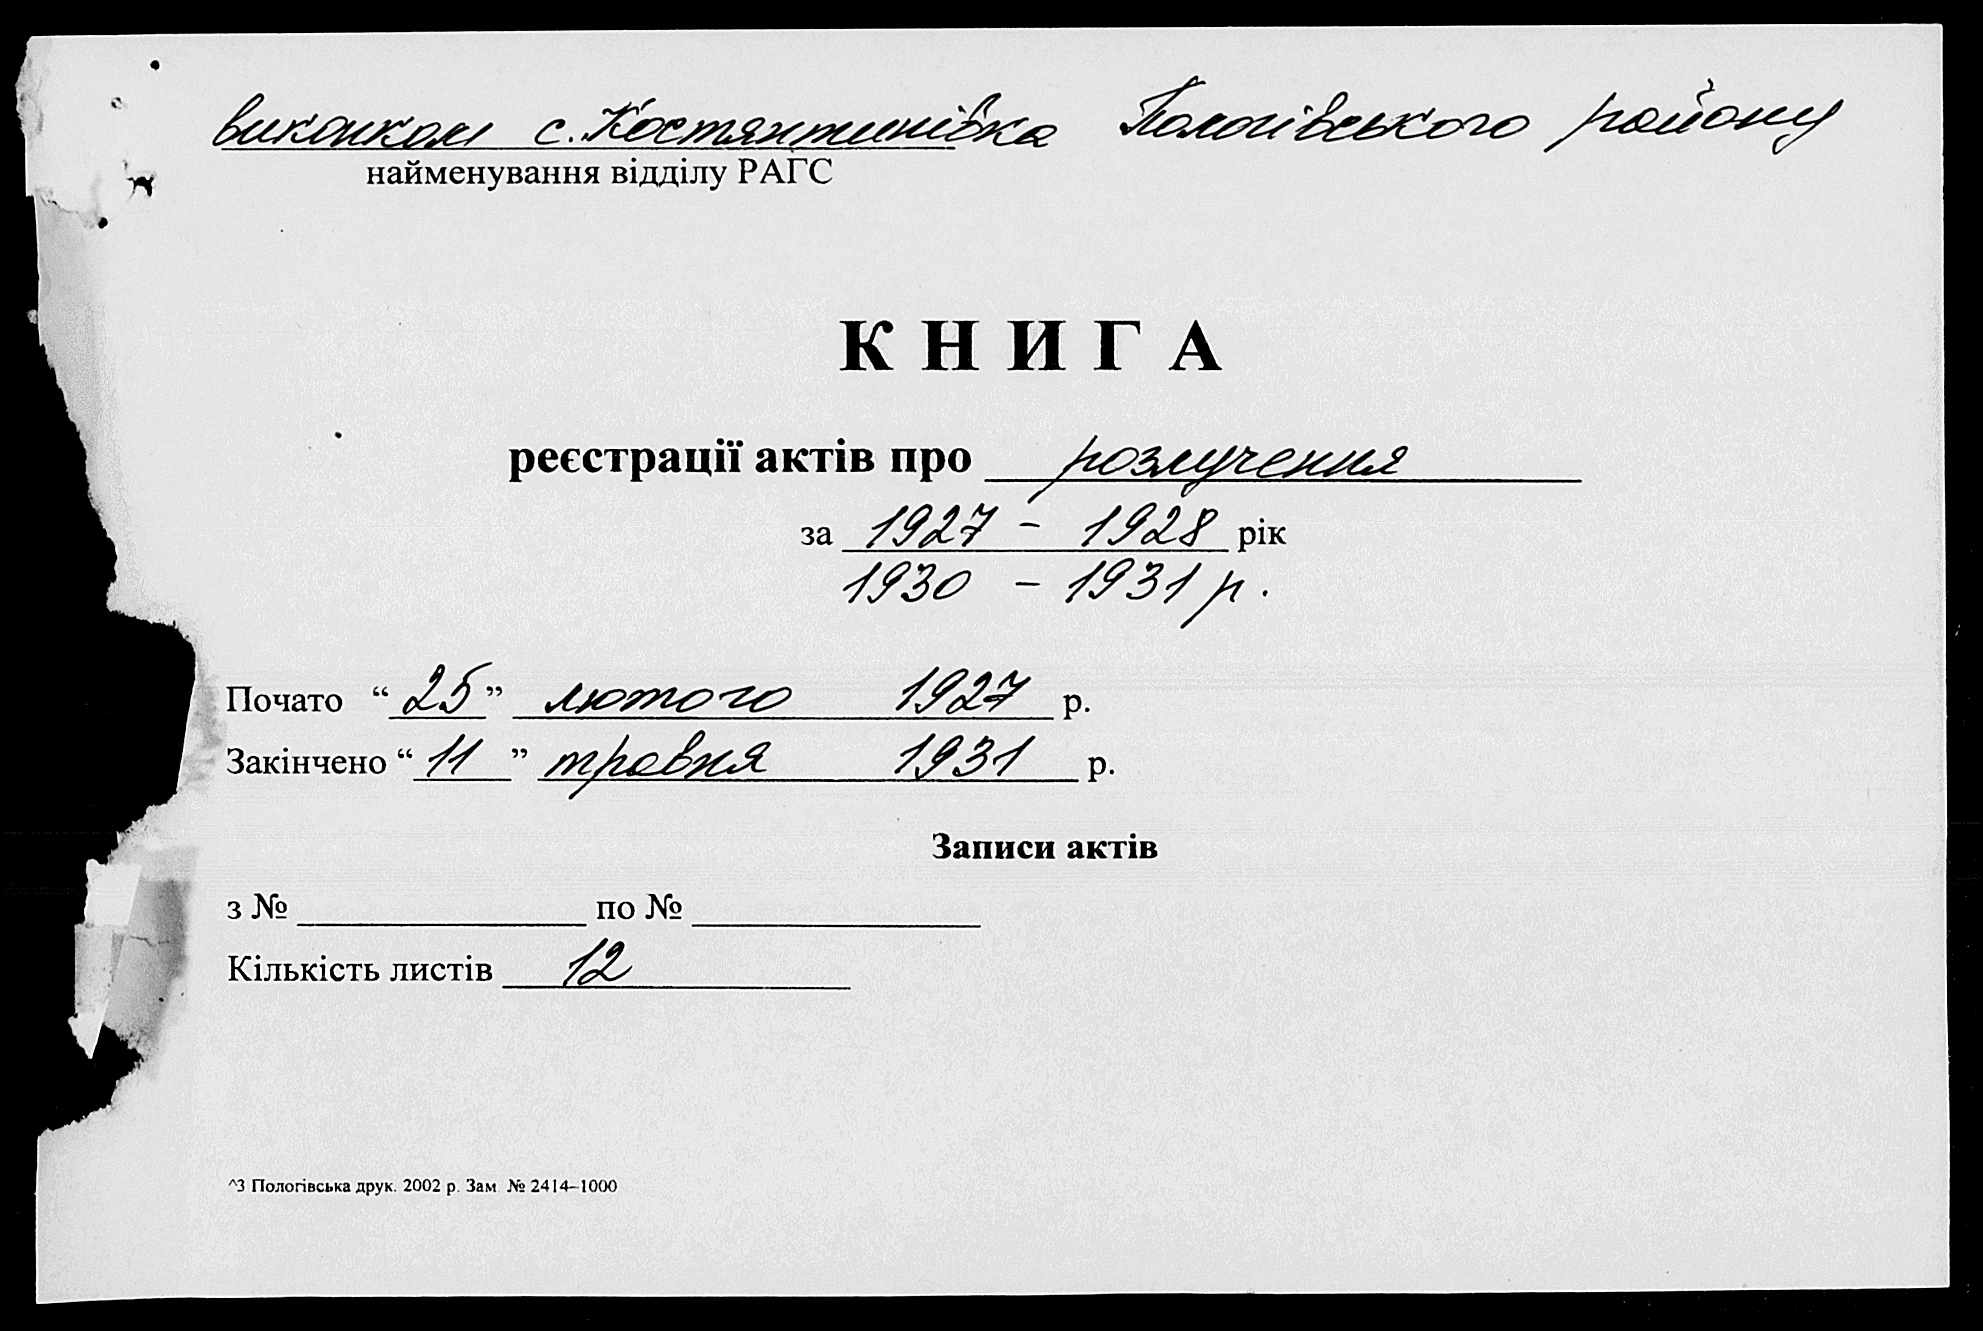 виконком с. Костянтинівка Пологівського району
найменування відділу РАГС
КНИГА
реєстрації актів про розлучення
за 1927 - 1928 рік
1930 - 1931 р.
Почато “25” лютого 1927 р.
Закінчено “11” травня 1931 р.
Записи актів
з № по №
Кількість листів 12
^З Пологівська друк. 2002 р. Зам № 2414–1000